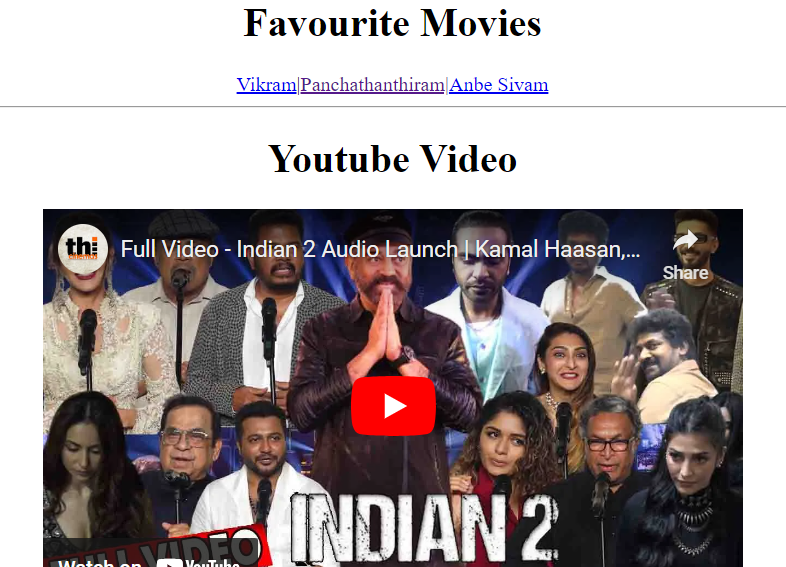 Favourite Movies
Vikram|Panchathanthiram|Anbe Sivam
Youtube Video
thi
Full Video - Indian 2 Audio Launch | Kamal Haasan,...
Share
INDIAN 2
FULL VIDEO
Watch on YouTube